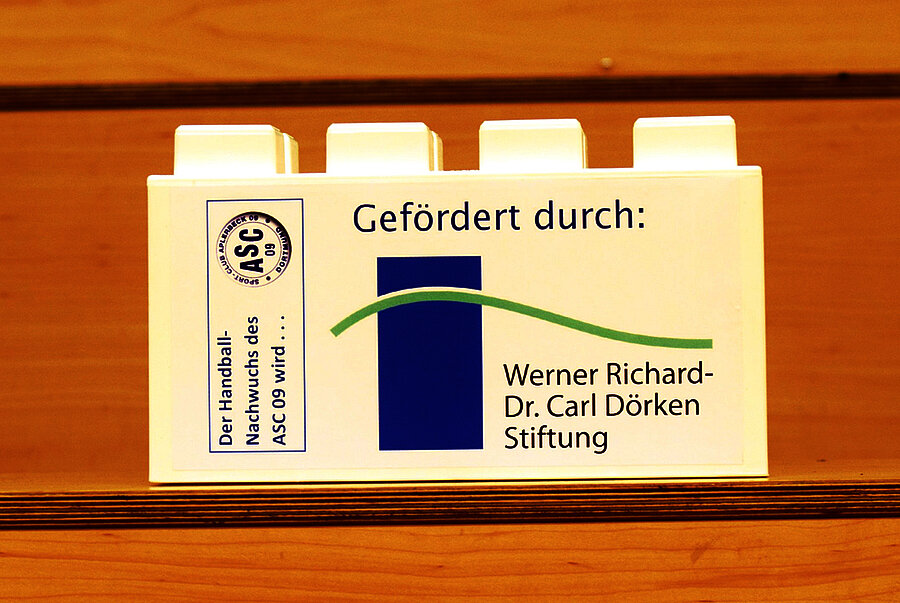 Gefördert durch:
SPORT-CLUB APLERBECK 09 • DORTMUND •
ASC
09
Der Handball-
Nachwuchs des
ASC 09 wird . . .
Werner Richard-
Dr. Carl Dörken
Stiftung